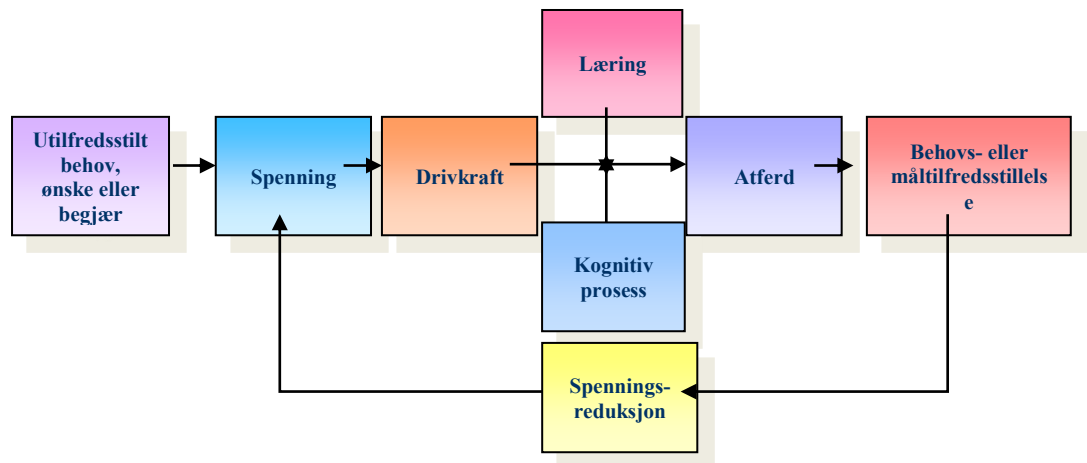 Læring
Utilfredsstilt
behov,
ønske eller
begjær
Spenning
Drivkraft
Atferd
Behovs- eller
måltilfredsstillels
e
Kognitiv
prosess
Spennings-
reduksjon